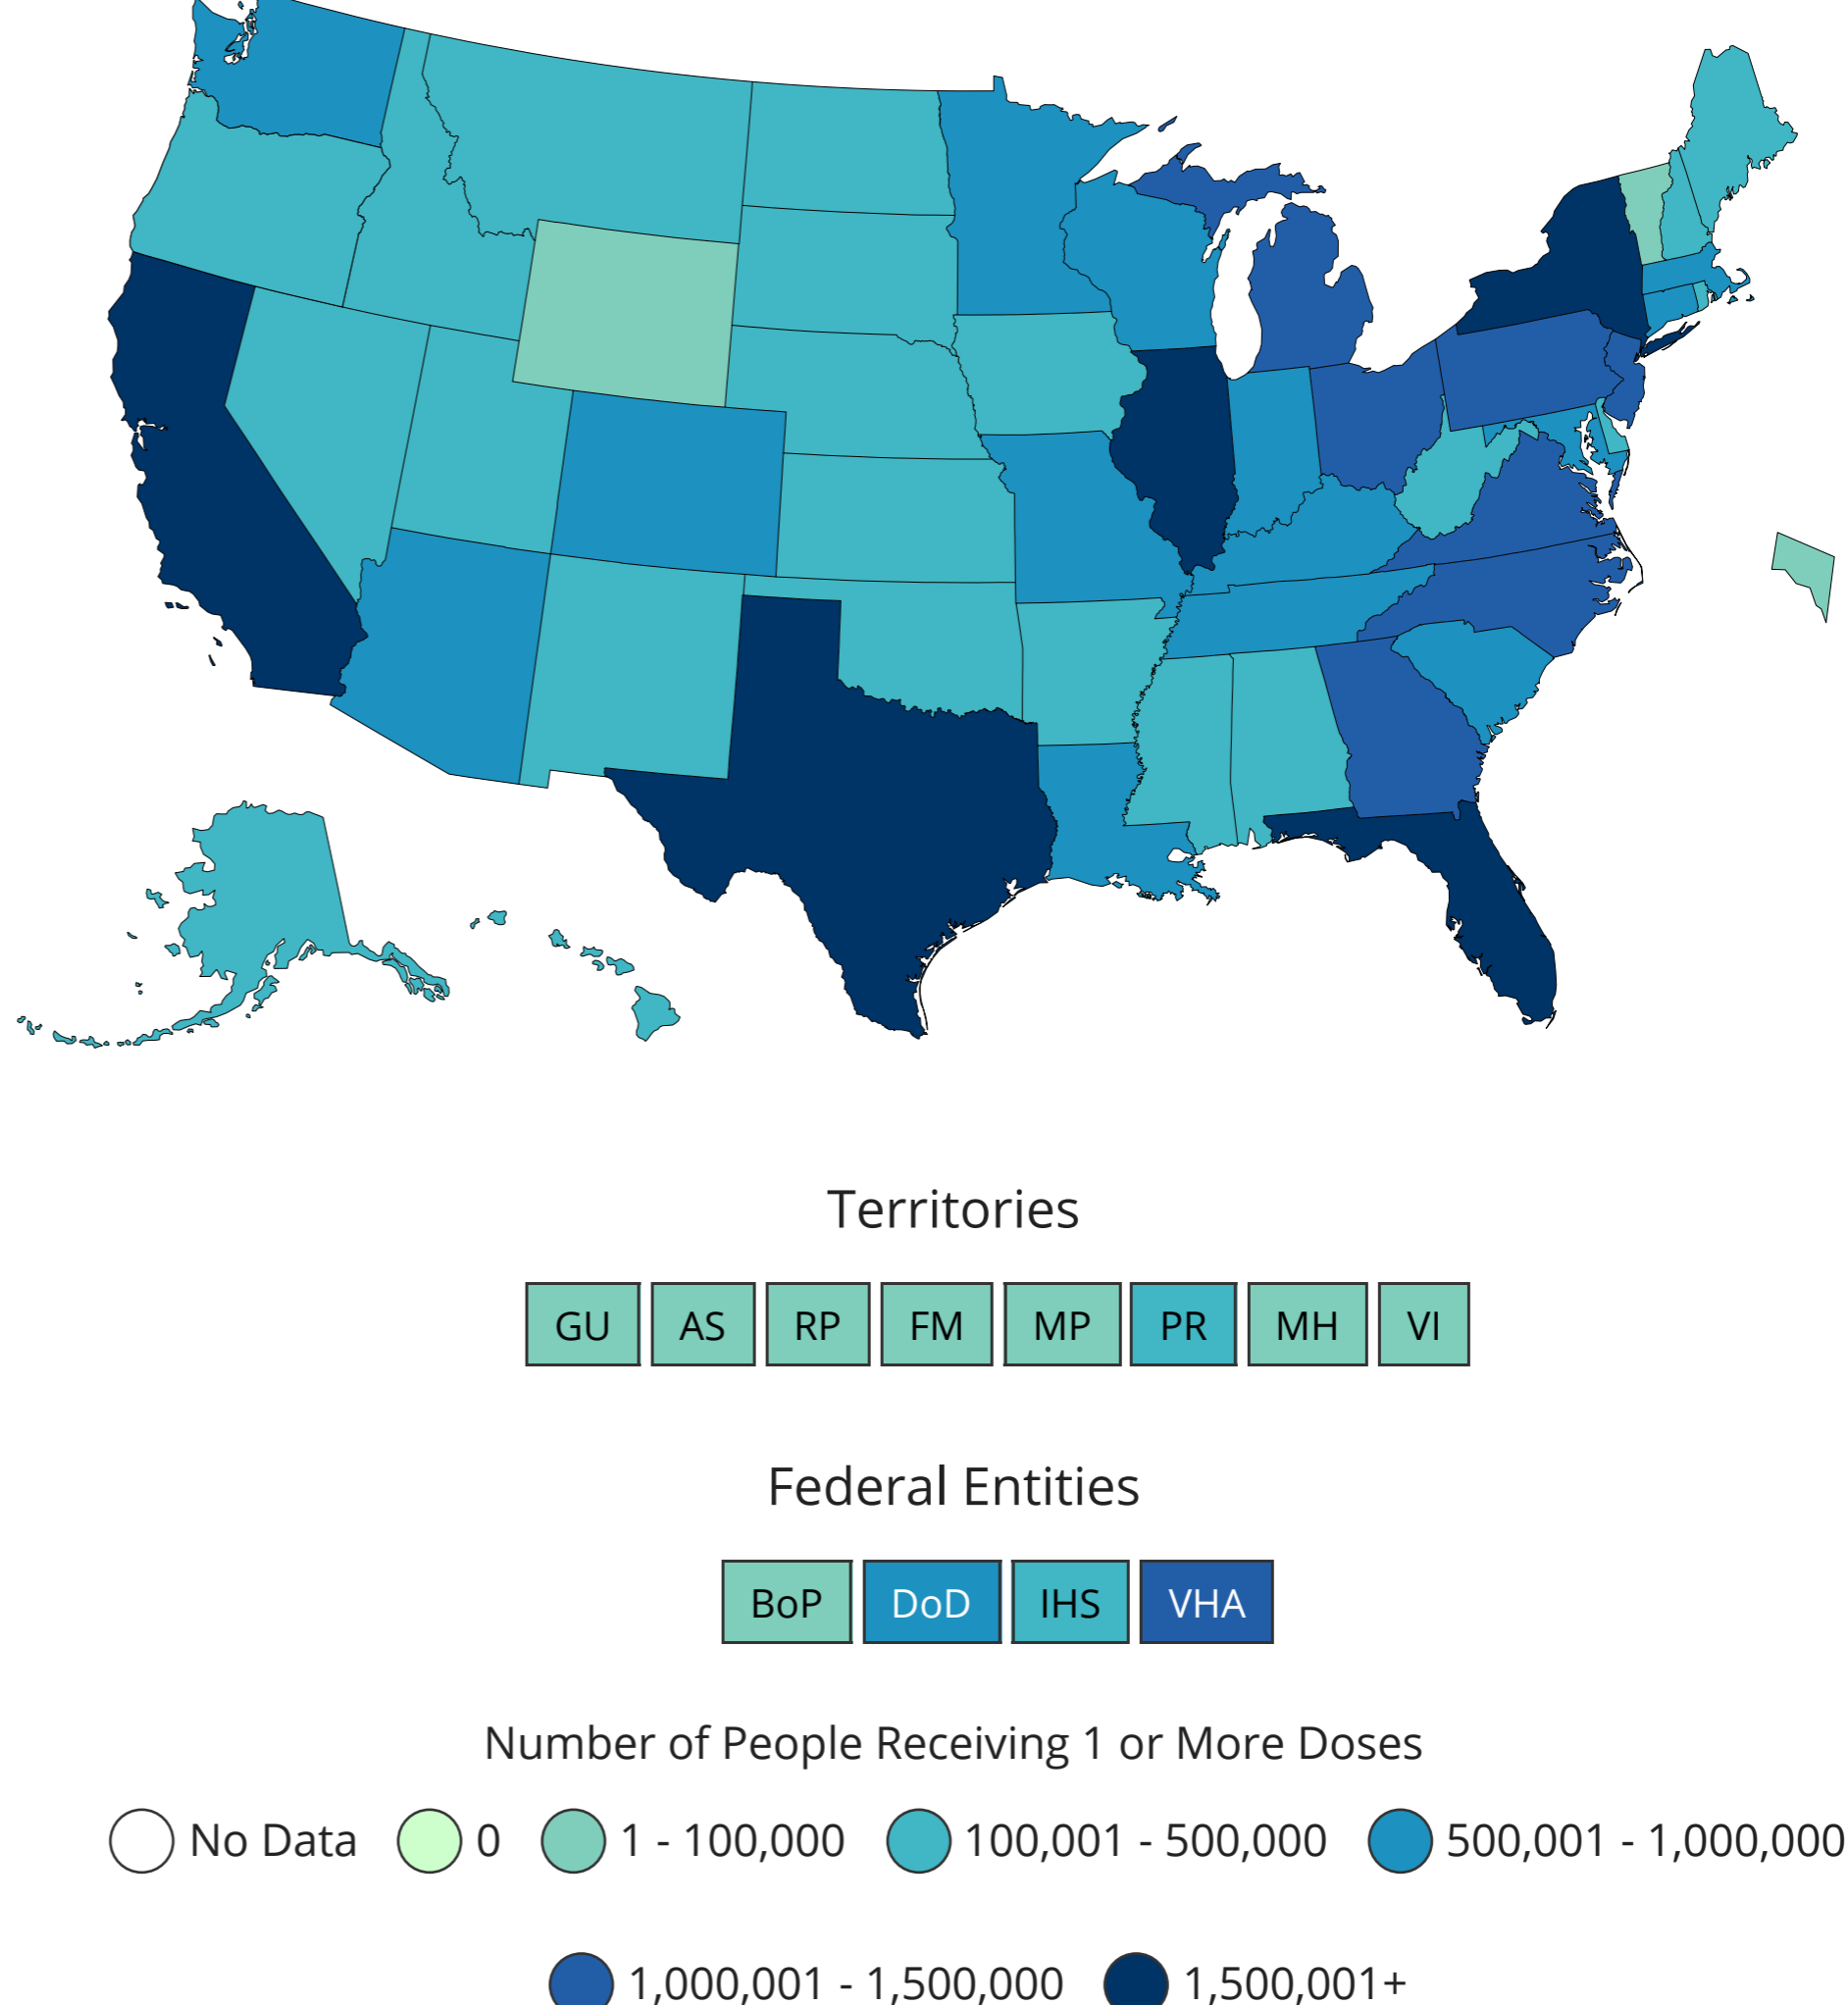 Territories
GU AS RP FM MP PR MH VI
Federal Entities
BoP DoD IHS VHA
Number of People Receiving 1 or More Doses
No Data 0 1 - 100,000 100,001 - 500,000 500,001 - 1,000,000
1,000,001 - 1,500,000 1,500,001+